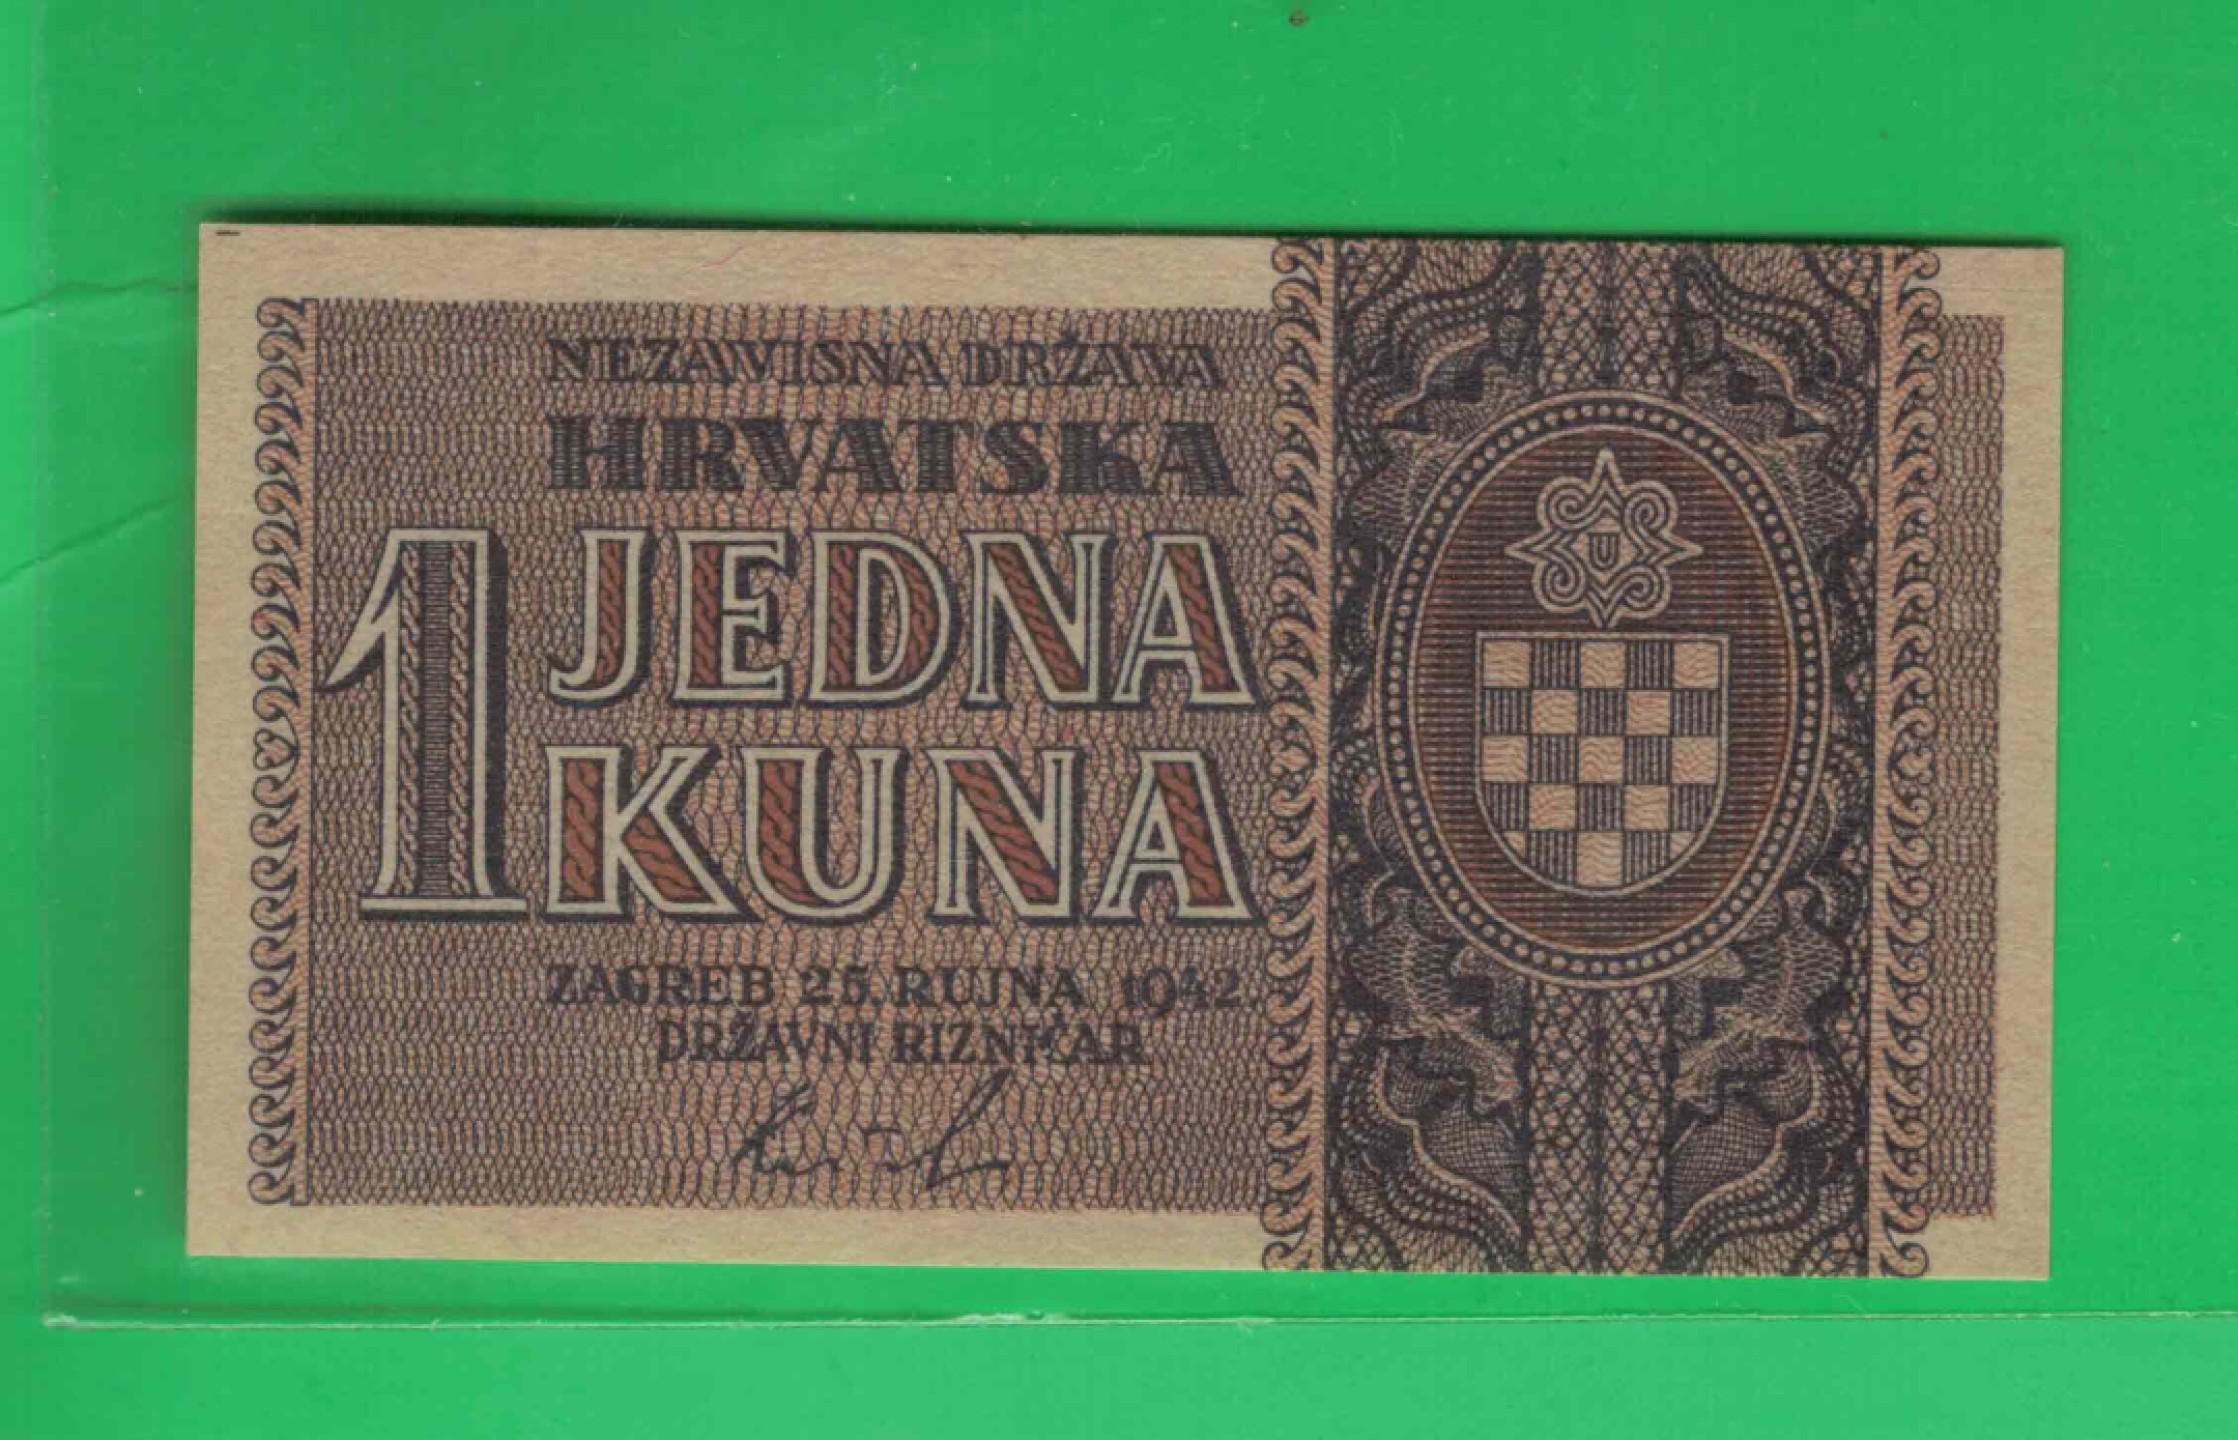 NEZAVISNA DRŽAVA
HRVATSKA
1 JEDNA
KUNA
ZAGREB 25. RUJNA 1942.
DRŽAVNI RIZNIČAR
U